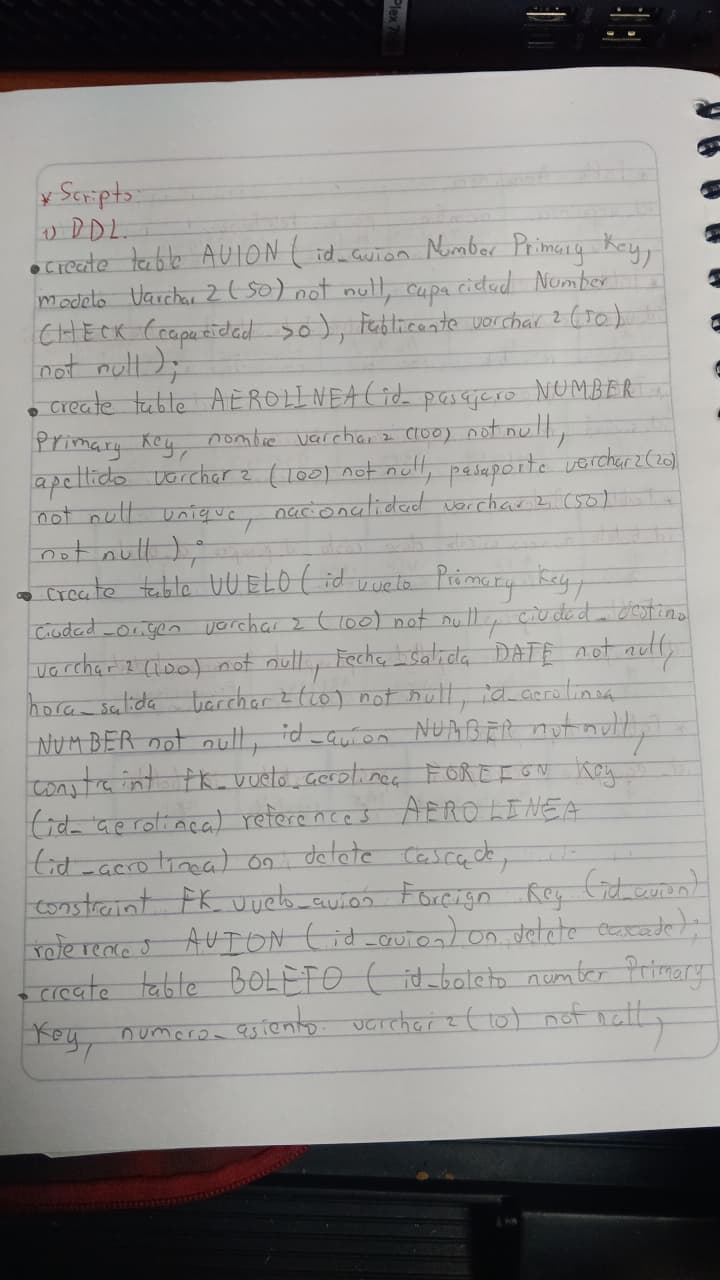 Plex 7
* Scripts
1) DDL.
• create table AVION ( id_avion Number Primary Key,
modelo Varchar 2 (50) not null, capacidad Number
CHECK (capacidad >0), Fablicante varchar 2 (50)
not null);
• create table AEROLINEA (id_pasajero NUMBER
Primary Key, nombre varchar 2 (100) not null,
apellido varchar 2 (100) not null, pasaporte varchar2(20)
not null unique, nacionalidad varchar 2 (50)
not null );
• create table VUELO ( id vuelo Primary Key,
ciudad_origen varchar 2 (100) not null, ciudad_destino
varchar 2 (100) not null, Fecha_salida DATE not null,
hora_salida varchar 2 (10) not null, id_aerolinea
NUMBER not null, id_avion NUMBER not null,
constraint FK_vuelo_aerolinea FOREION Key
(id_aerolinea) references AEROLINEA
(id_aerolinea) on delete cascade,
constraint FK_vuelo_avion Foreign Key (id_avion)
references AVION ( id_avion) on delete cascade);
• create table BOLETO ( id_boleto number Primary
Key, numero_asiento varchar 2 (10) not null,